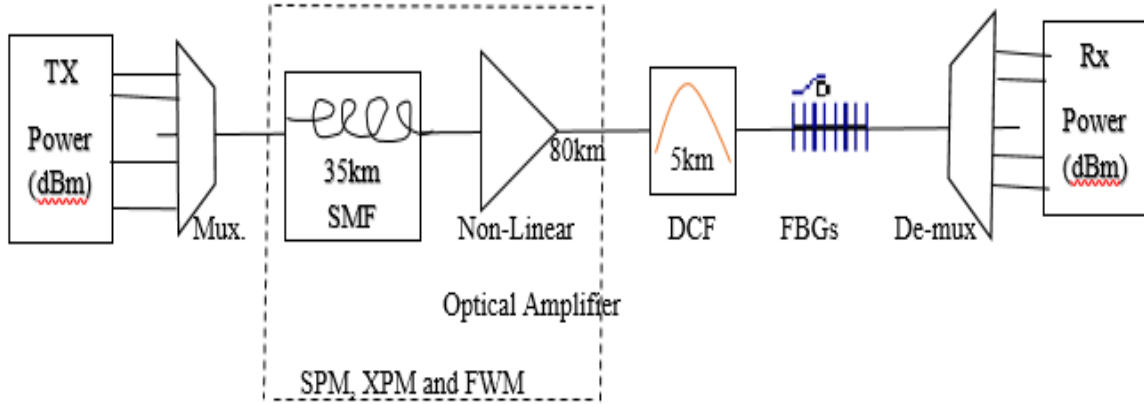 TX
Power
(dBm)
Mux.
35km
SMF
80km
Non-Linear
Optical Amplifier
SPM, XPM and FWM
5km
DCF
FBGs
De-mux
Rx
Power
(dBm)